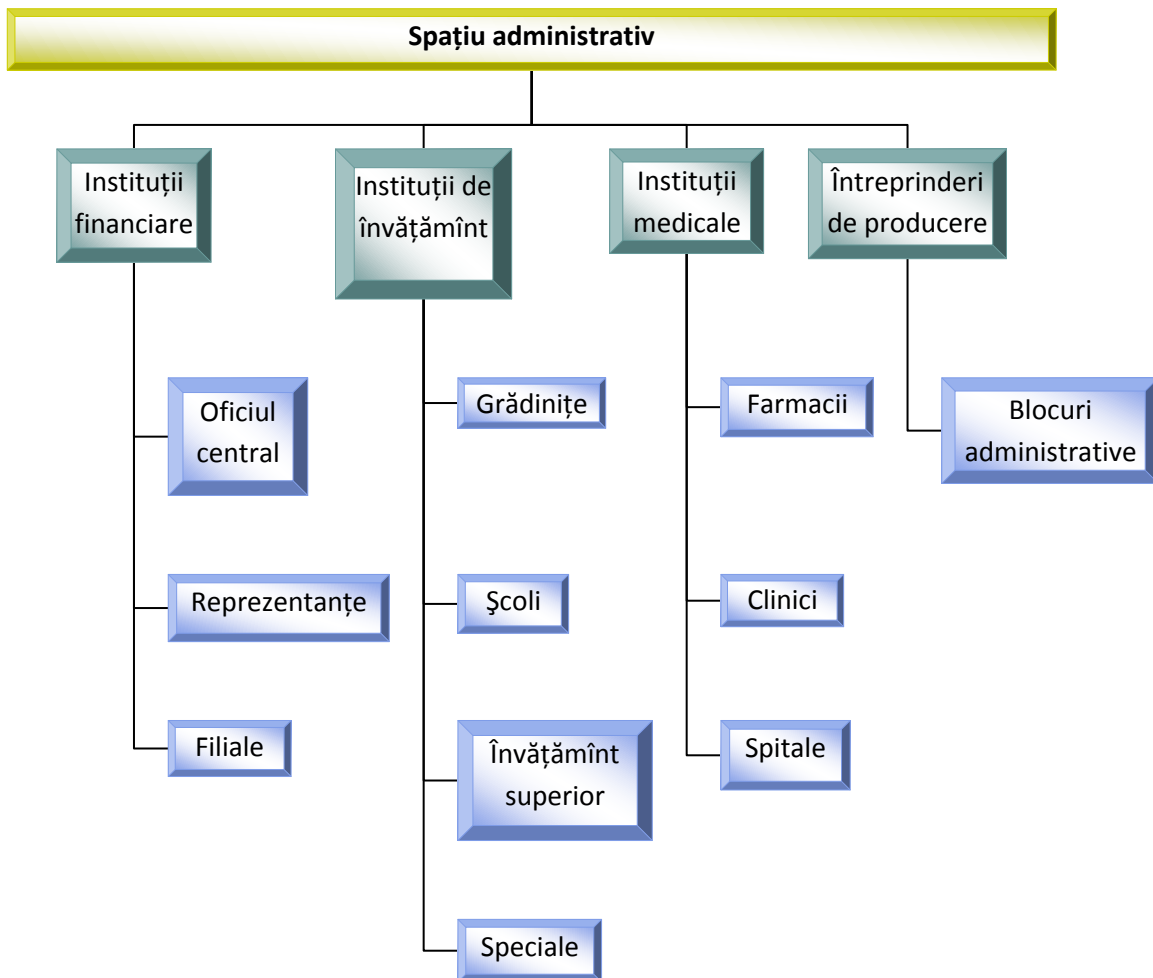 Spațiu administrativ
Instituții
financiare
Instituții de
învățămînt
Instituții
medicale
Întreprinderi
de producere
Oficiul
central
Reprezentanțe
Filiale
Grădinițe
Şcoli
Învățămînt
superior
Speciale
Farmacii
Clinici
Spitale
Blocuri
administrative